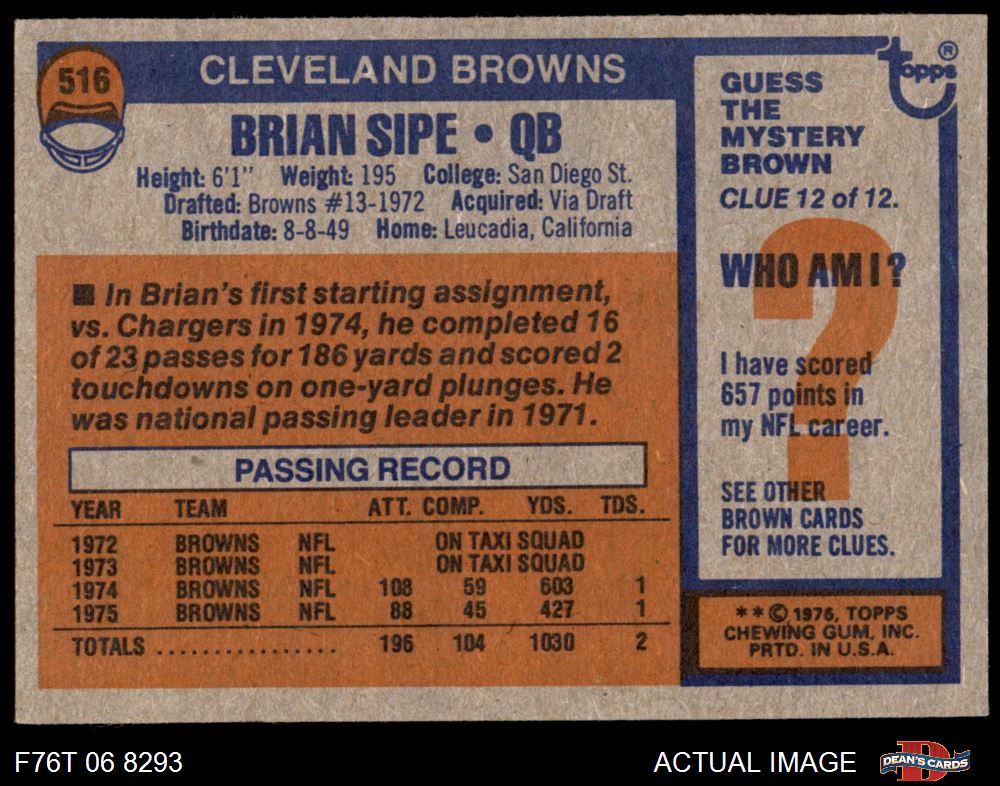 516
CLEVELAND BROWNS
BRIAN SIPE • QB
Height: 6'1" Weight: 195 College: San Diego St.
Drafted: Browns #13-1972 Acquired: Via Draft
Birthdate: 8-8-49 Home: Leucadia, California
■ In Brian's first starting assignment,
vs. Chargers in 1974, he completed 16
of 23 passes for 186 yards and scored 2
touchdowns on one-yard plunges. He
was national passing leader in 1971.
PASSING RECORD
YEAR TEAM ATT. COMP. YDS. TDS.
1972 BROWNS NFL ON TAXI SQUAD
1973 BROWNS NFL ON TAXI SQUAD
1974 BROWNS NFL 108 59 603 1
1975 BROWNS NFL 88 45 427 1
TOTALS ................ 196 104 1030 2
topps ®
GUESS
THE
MYSTERY
BROWN
CLUE 12 of 12.
?
WHO AM I?
I have scored
657 points in
my NFL career.
SEE OTHER
BROWN CARDS
FOR MORE CLUES.
**© 1976, TOPPS
CHEWING GUM, INC.
PRTD. IN U.S.A.
F76T 06 8293
ACTUAL IMAGE
D
DEAN'S CARDS